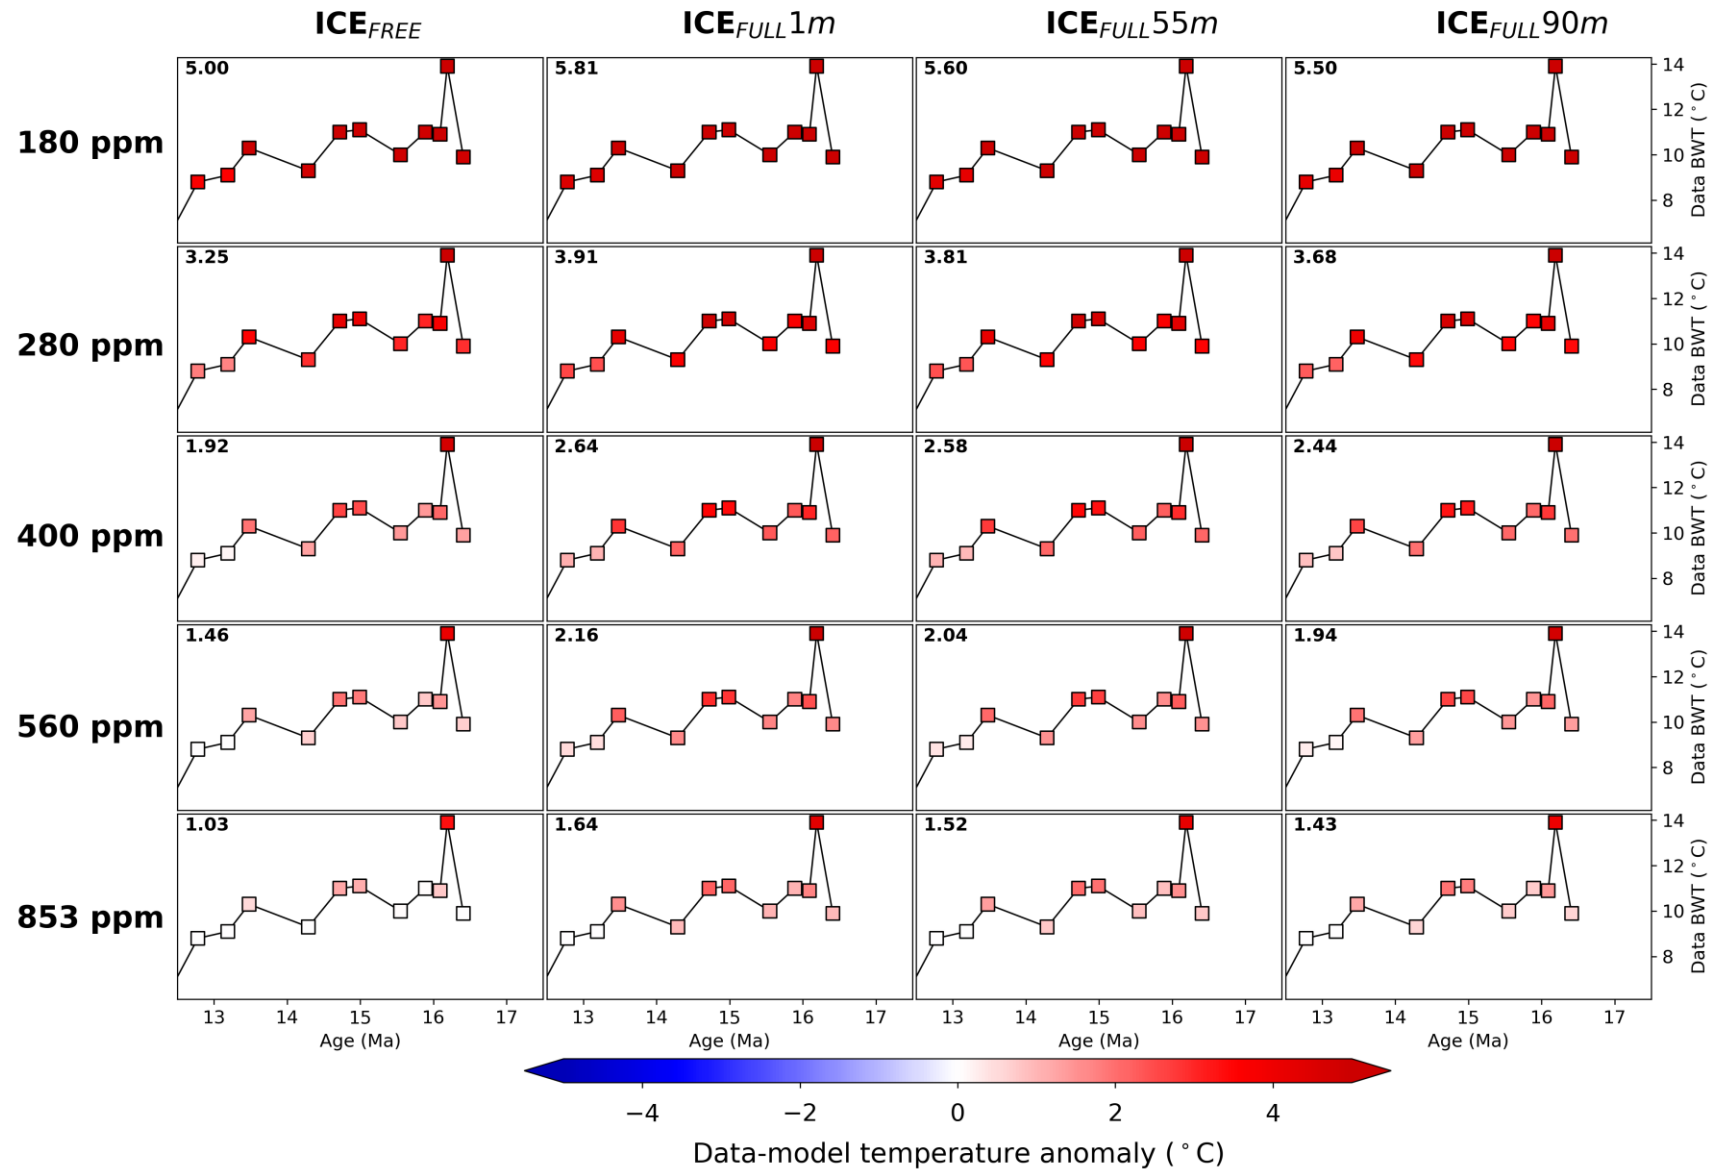 ICE_FREE ICE_FULL1m ICE_FULL55m ICE_FULL90m
180 ppm
5.00 5.81 5.60 5.50
14
12
10
8
Data BWT (°C)
280 ppm
3.25 3.91 3.81 3.68
14
12
10
8
Data BWT (°C)
400 ppm
1.92 2.64 2.58 2.44
14
12
10
8
Data BWT (°C)
560 ppm
1.46 2.16 2.04 1.94
14
12
10
8
Data BWT (°C)
853 ppm
1.03 1.64 1.52 1.43
14
12
10
8
Data BWT (°C)
13 14 15 16 17 13 14 15 16 17 13 14 15 16 17 13 14 15 16 17
Age (Ma) Age (Ma) Age (Ma) Age (Ma)
−4 −2 0 2 4
Data-model temperature anomaly (°C)